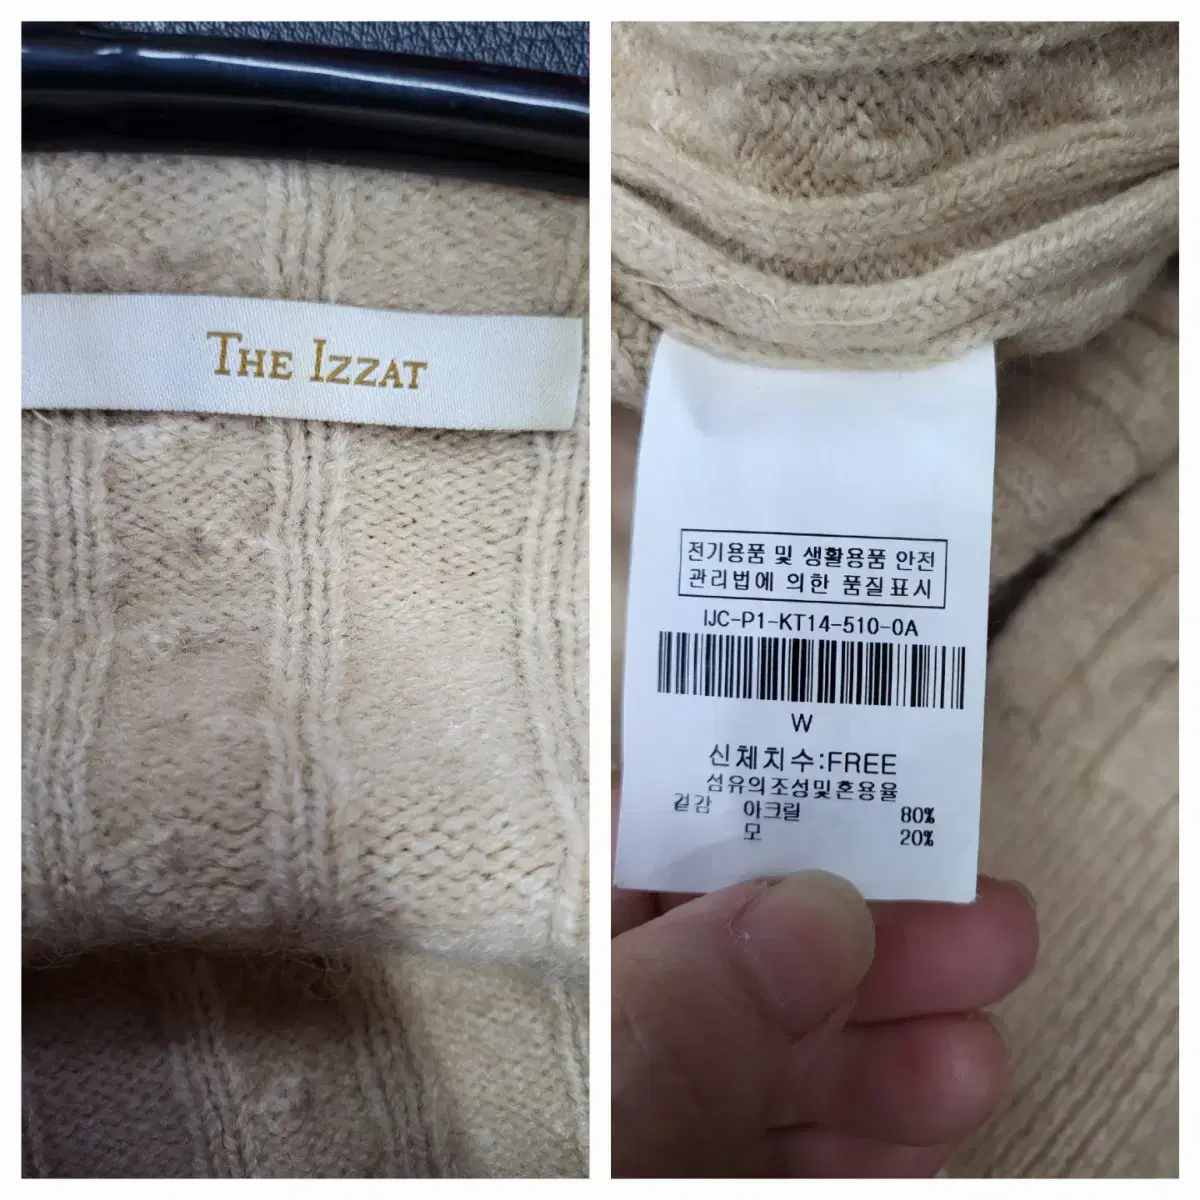 THE IZZAT
전기용품 및 생활용품 안전
관리법에 의한 품질표시
IJC-P1-KT14-510-0A
W
신체치수:FREE
섬유의조성및혼용율
겉감 아크릴 80%
모 20%